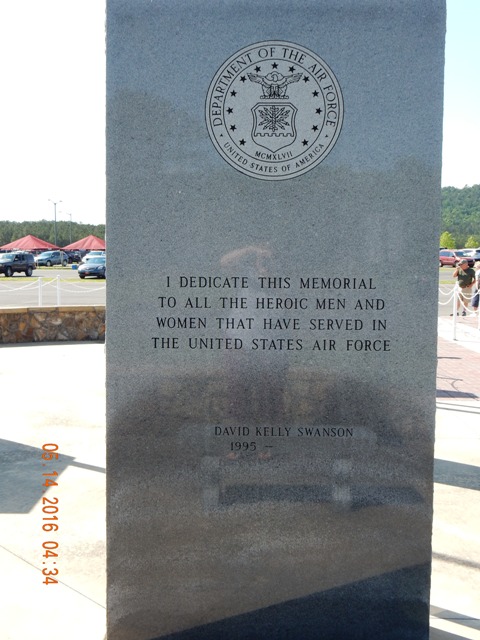 DEPARTMENT OF THE AIR FORCE
MCMXLVII
UNITED STATES OF AMERICA
I DEDICATE THIS MEMORIAL
TO ALL THE HEROIC MEN AND
WOMEN THAT HAVE SERVED IN
THE UNITED STATES AIR FORCE
DAVID KELLY SWANSON
1995 –
05.14.2016 04:34